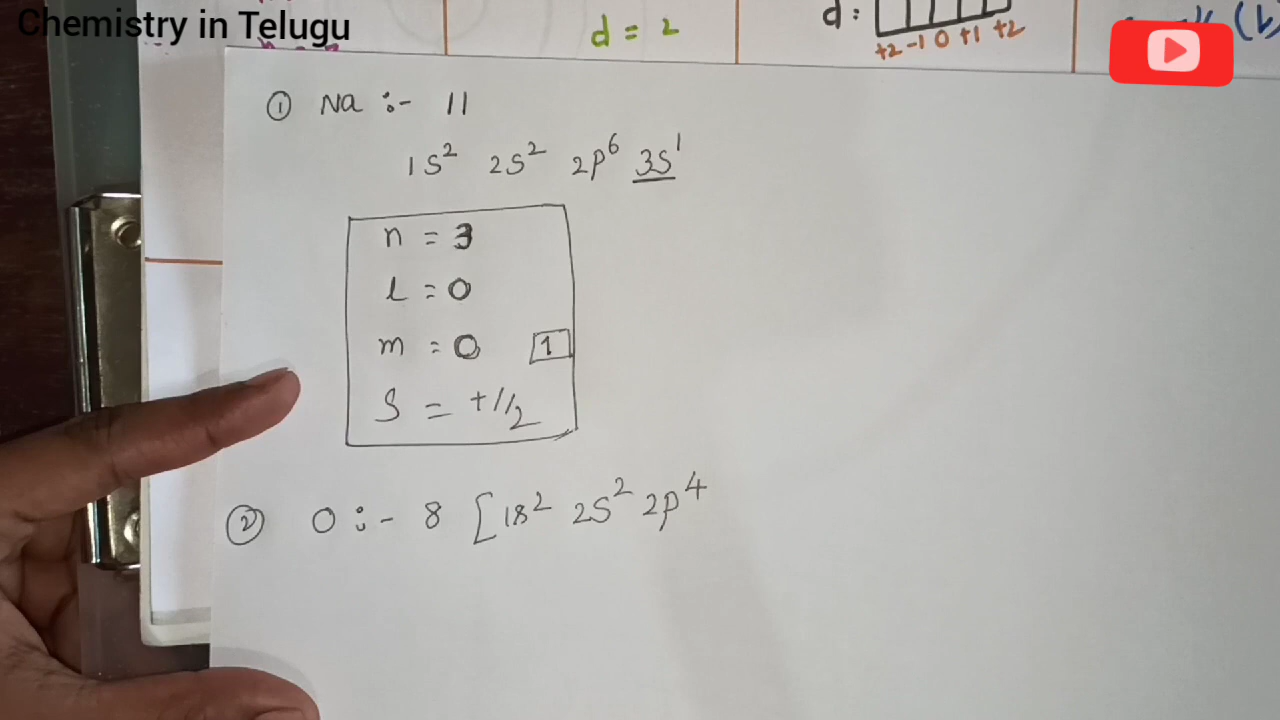 Chemistry in Telugu
d = 2
d :
+2 -1 0 +1 +2
① Na :- 11
1s² 2s² 2p⁶ 3s¹
n = 3
l = 0
m = 0 1
S = +1/2
② O :- 8 [1s² 2s² 2p⁴